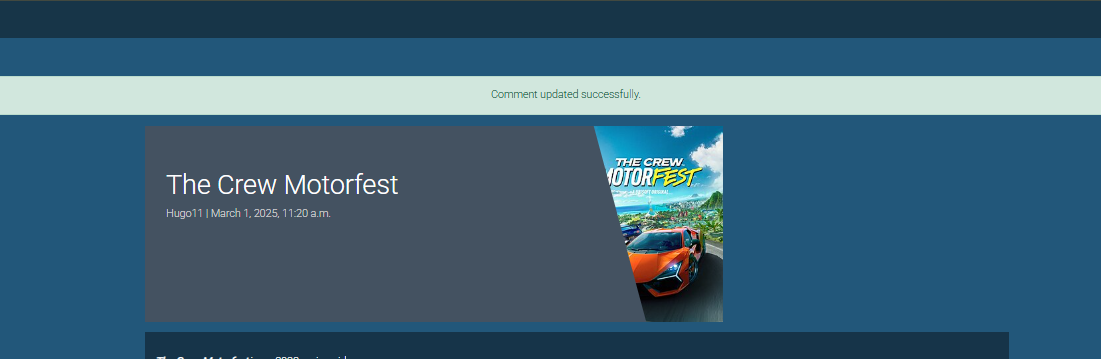 Comment updated successfully.
The Crew Motorfest
Hugo11 | March 1, 2025, 11:20 a.m.
THE CREW
MOTORFEST